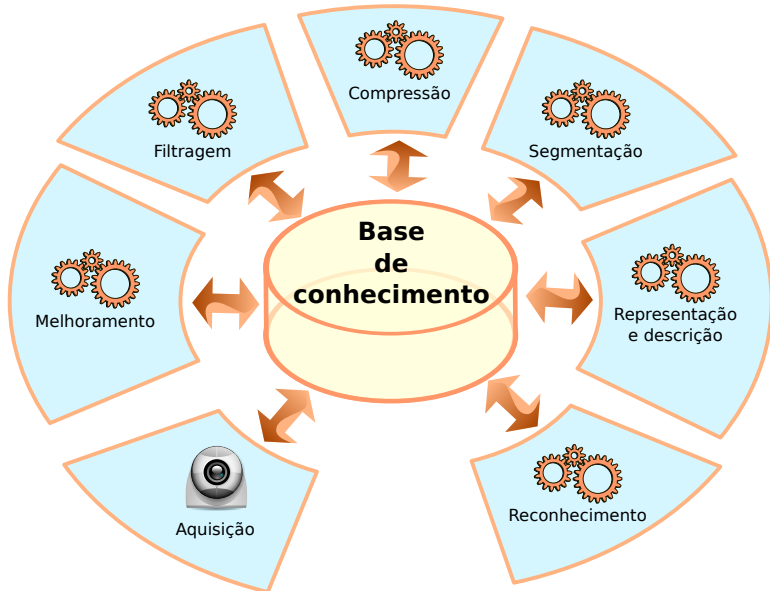 Compressão
Filtragem
Segmentação
Base
de
conhecimento
Melhoramento
Representação
e descrição
Aquisição
Reconhecimento